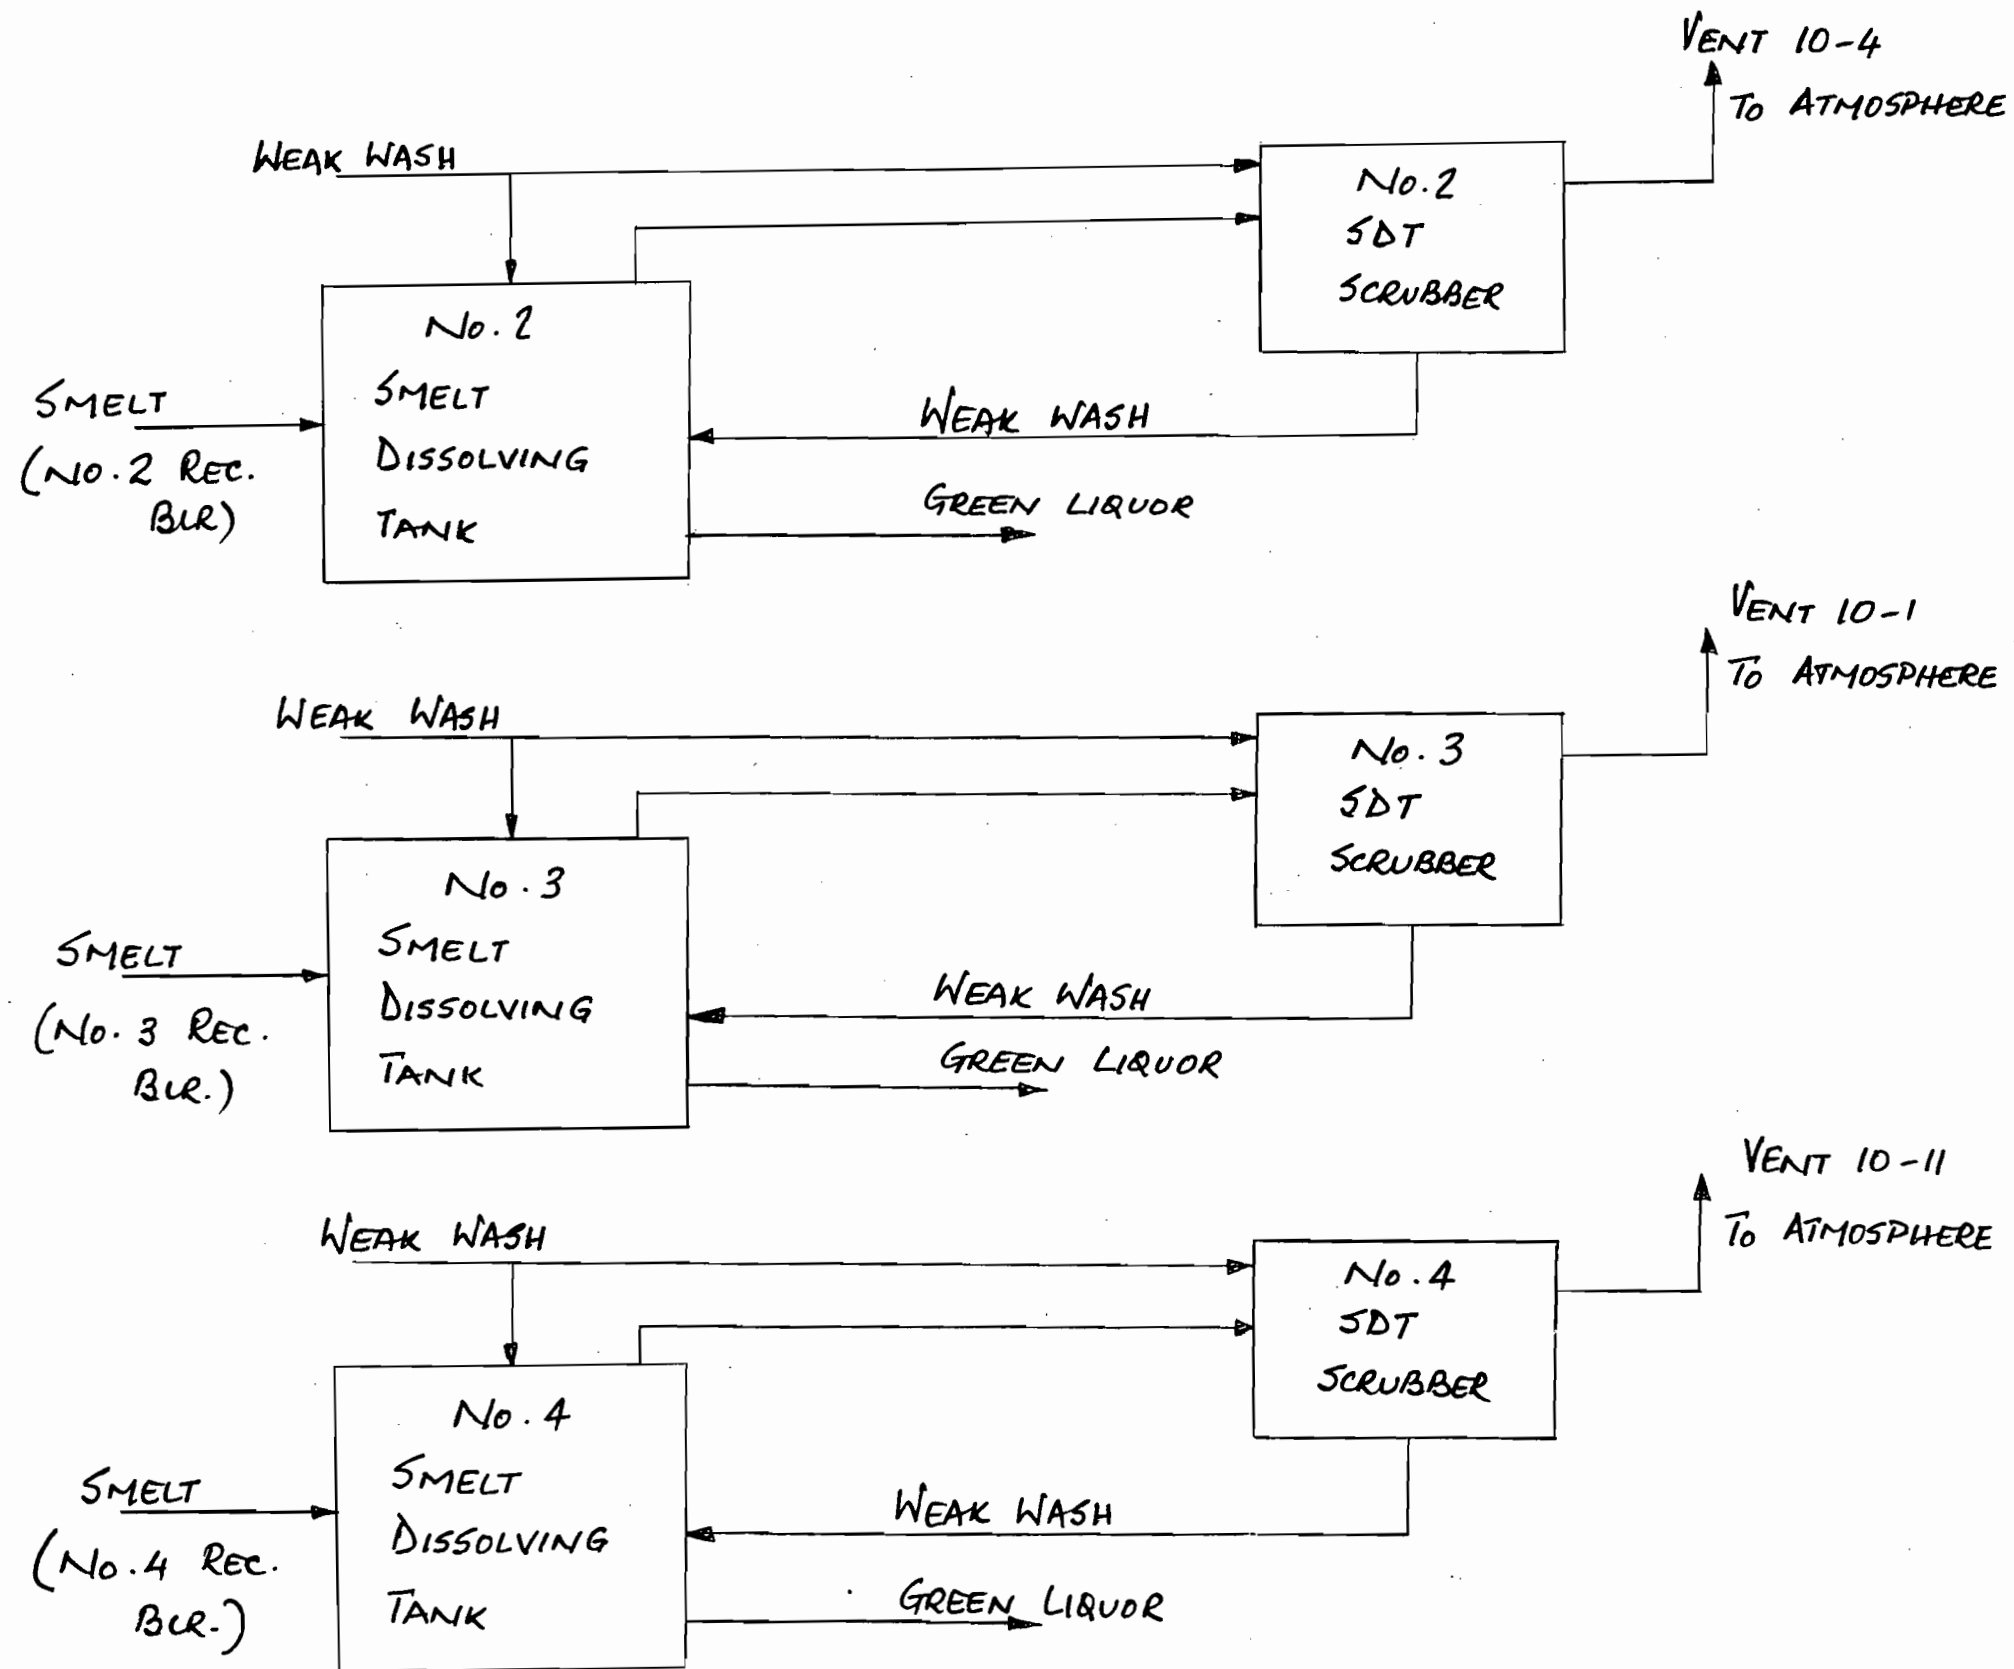 VENT 10-4
TO ATMOSPHERE
WEAK WASH
No. 2
SDT
SCRUBBER
No. 2
SMELT
DISSOLVING
TANK
SMELT
(No. 2 REC.
BLR)
WEAK WASH
GREEN LIQUOR
VENT 10-1
TO ATMOSPHERE
WEAK WASH
No. 3
SDT
SCRUBBER
No. 3
SMELT
DISSOLVING
TANK
SMELT
(No. 3 REC.
BLR.)
WEAK WASH
GREEN LIQUOR
VENT 10-11
TO ATMOSPHERE
WEAK WASH
No. 4
SDT
SCRUBBER
No. 4
SMELT
DISSOLVING
TANK
SMELT
(No. 4 REC.
BLR.)
WEAK WASH
GREEN LIQUOR